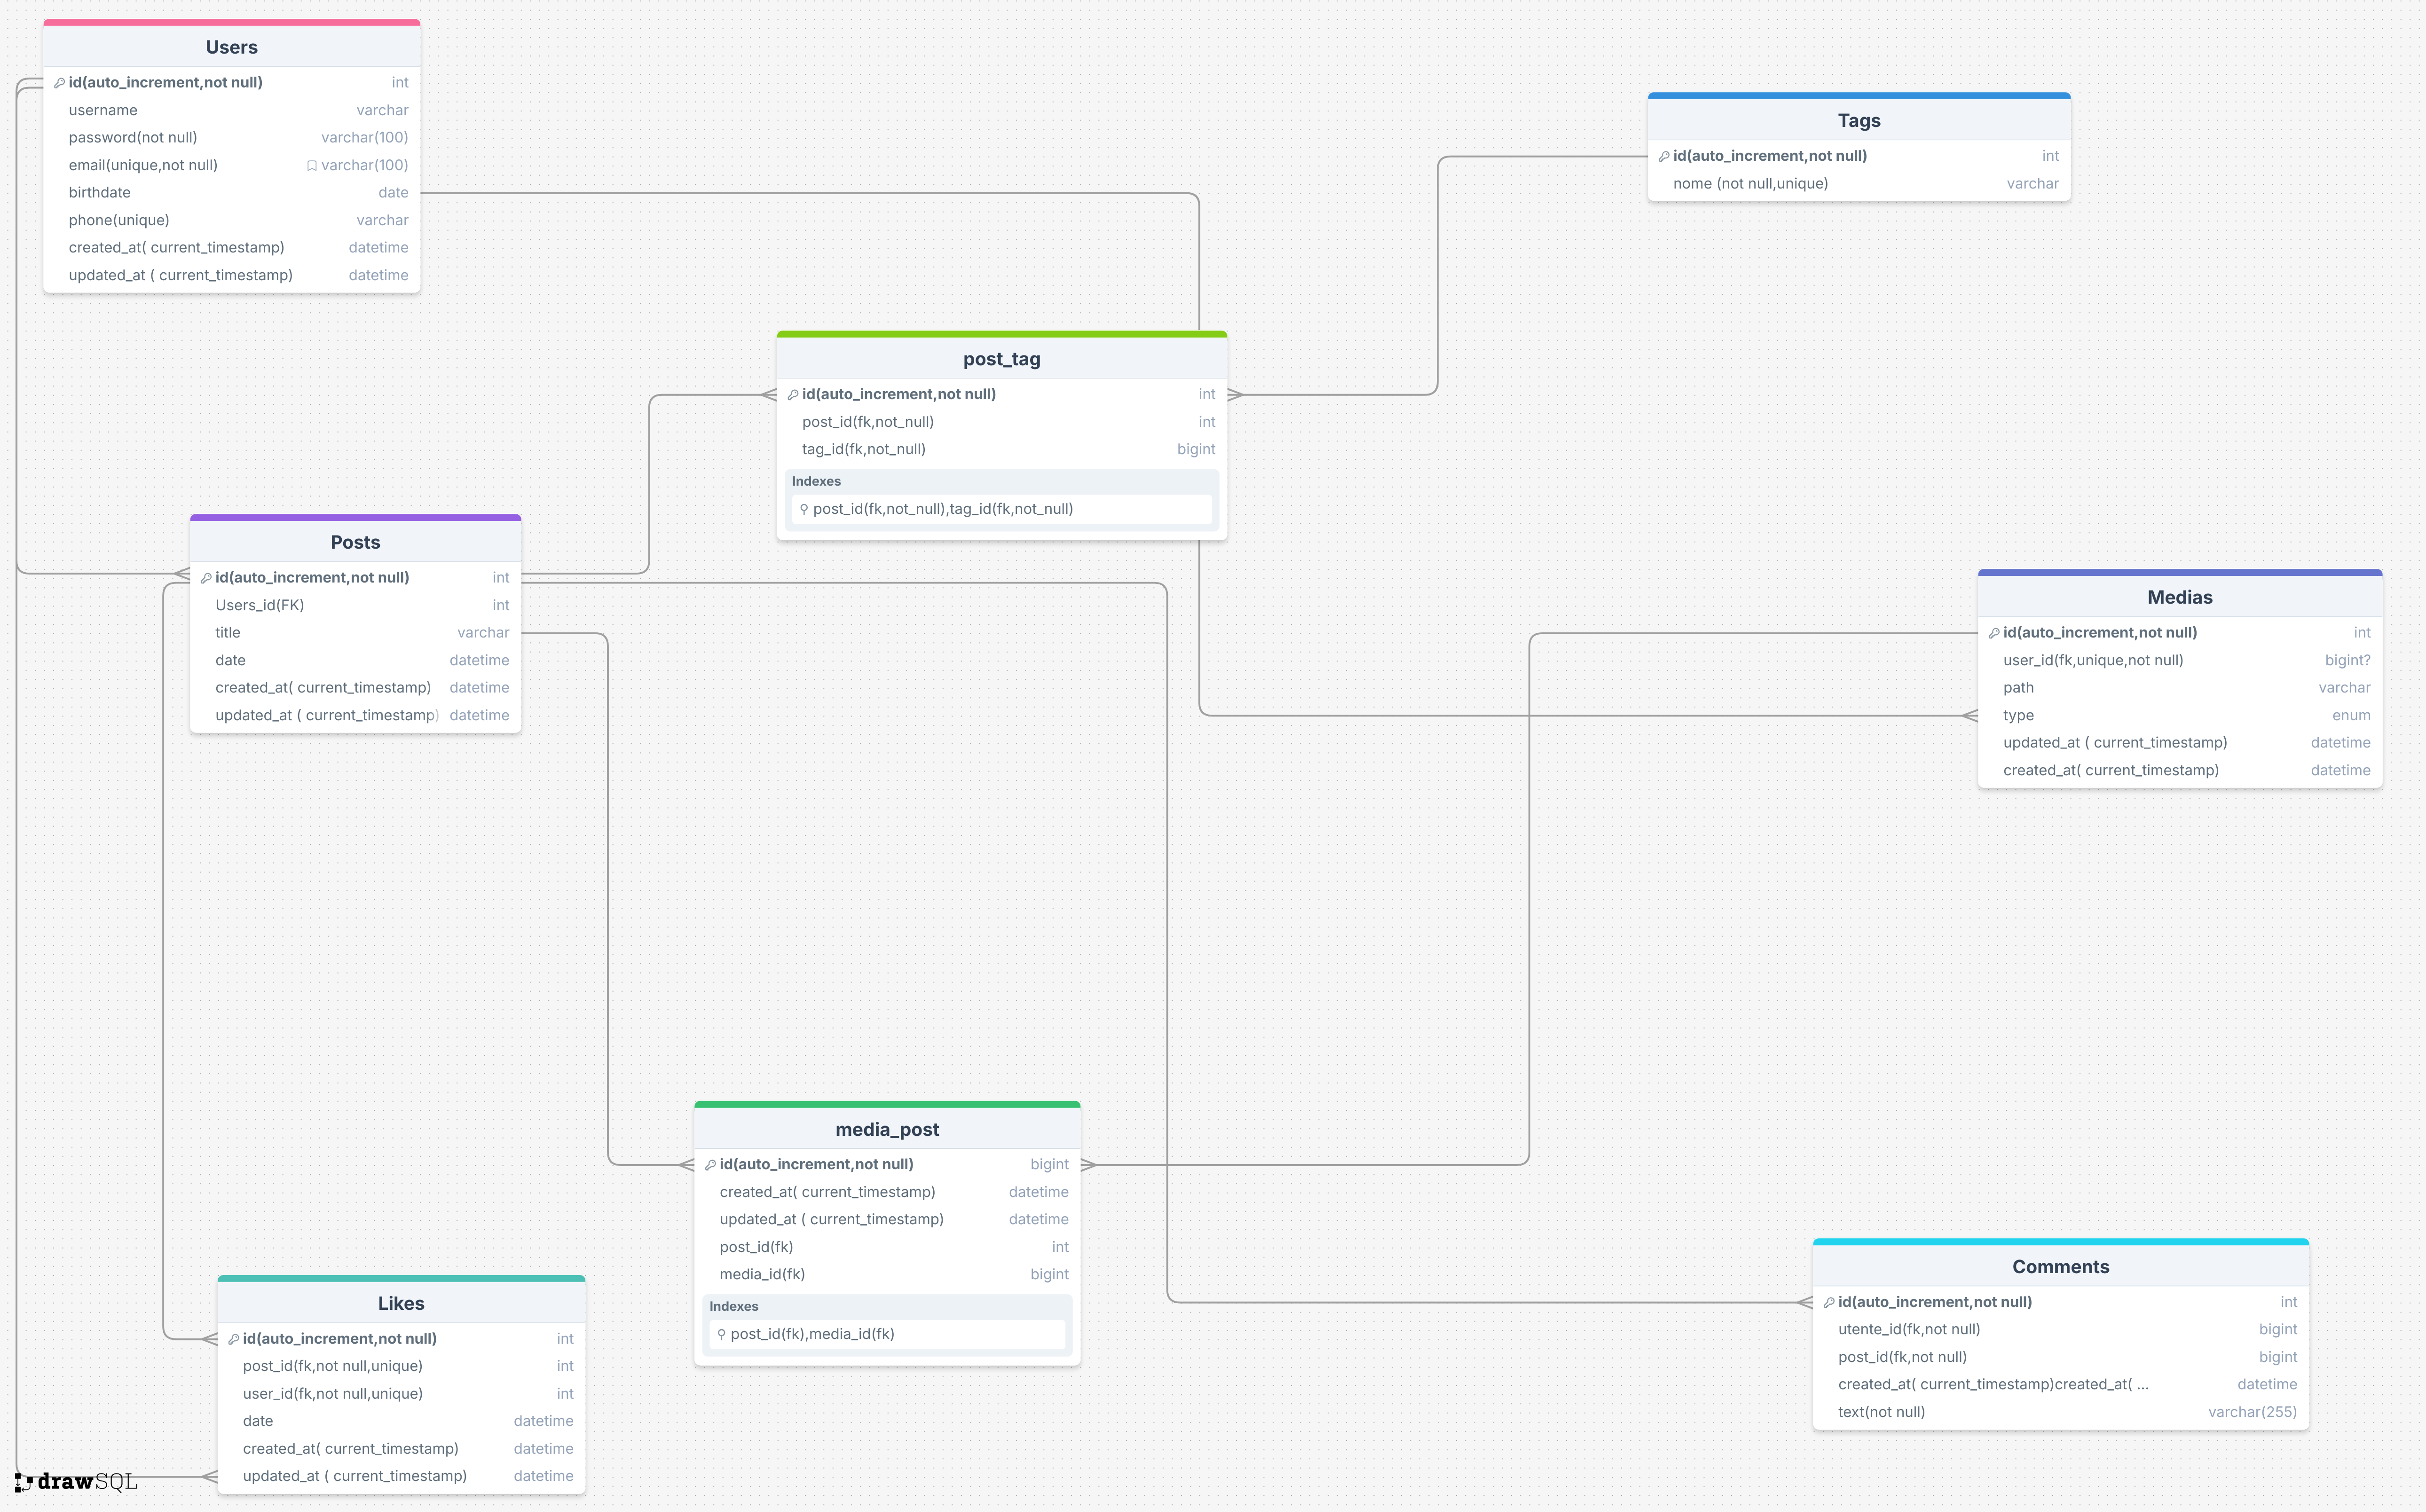 Users
id(auto_increment,not null) int
username varchar
password(not null) varchar(100)
email(unique,not null) varchar(100)
birthdate date
phone(unique) varchar
created_at( current_timestamp) datetime
updated_at ( current_timestamp) datetime
Tags
id(auto_increment,not null) int
nome (not null,unique) varchar
post_tag
id(auto_increment,not null) int
post_id(fk,not_null) int
tag_id(fk,not_null) bigint
Indexes
post_id(fk,not_null),tag_id(fk,not_null)
Posts
id(auto_increment,not null) int
Users_id(FK) int
title varchar
date datetime
created_at( current_timestamp) datetime
updated_at ( current_timestamp) datetime
Medias
id(auto_increment,not null) int
user_id(fk,unique,not null) bigint?
path varchar
type enum
updated_at ( current_timestamp) datetime
created_at( current_timestamp) datetime
media_post
id(auto_increment,not null) bigint
created_at( current_timestamp) datetime
updated_at ( current_timestamp) datetime
post_id(fk) int
media_id(fk) bigint
Indexes
post_id(fk),media_id(fk)
Comments
id(auto_increment,not null) int
utente_id(fk,not null) bigint
post_id(fk,not null) bigint
created_at( current_timestamp)created_at( ... datetime
text(not null) varchar(255)
Likes
id(auto_increment,not null) int
post_id(fk,not null,unique) int
user_id(fk,not null,unique) int
date datetime
created_at( current_timestamp) datetime
updated_at ( current_timestamp) datetime
drawSQL